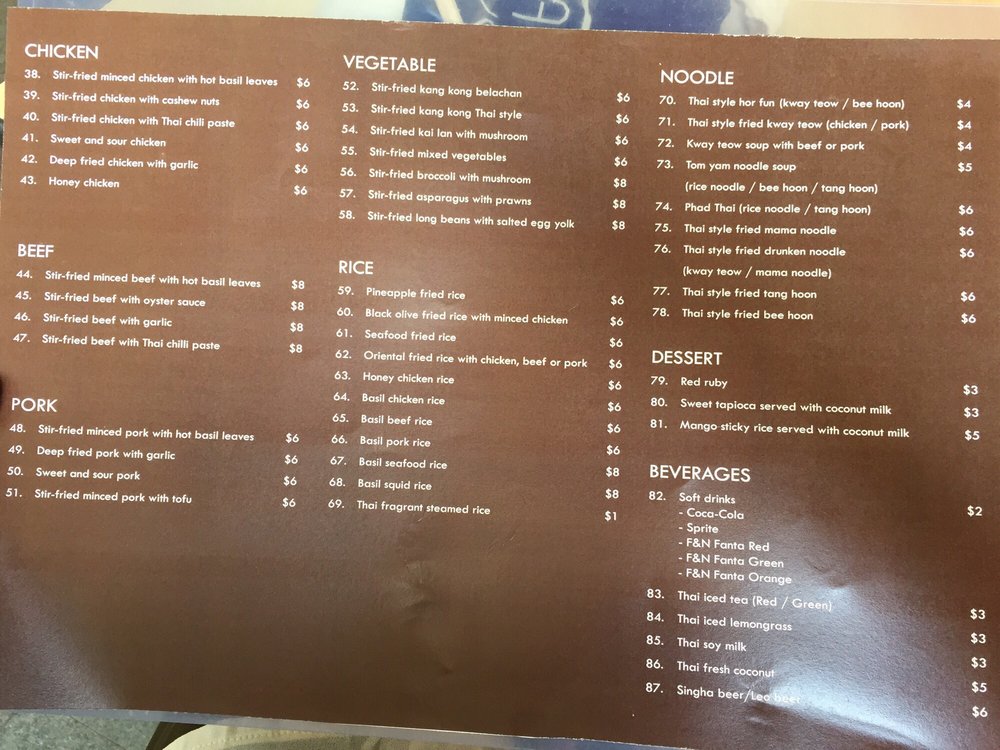 CHICKEN
38. Stir-fried minced chicken with hot basil leaves $6
39. Stir-fried chicken with cashew nuts $6
40. Stir-fried chicken with Thai chili paste $6
41. Sweet and sour chicken $6
42. Deep fried chicken with garlic $6
43. Honey chicken $6
BEEF
44. Stir-fried minced beef with hot basil leaves $8
45. Stir-fried beef with oyster sauce $8
46. Stir-fried beef with garlic $8
47. Stir-fried beef with Thai chilli paste $8
PORK
48. Stir-fried minced pork with hot basil leaves $6
49. Deep fried pork with garlic $6
50. Sweet and sour pork $6
51. Stir-fried minced pork with tofu $6
VEGETABLE
52. Stir-fried kang kong belachan $6
53. Stir-fried kang kong Thai style $6
54. Stir-fried kai lan with mushroom $6
55. Stir-fried mixed vegetables $6
56. Stir-fried broccoli with mushroom $8
57. Stir-fried asparagus with prawns $8
58. Stir-fried long beans with salted egg yolk $8
RICE
59. Pineapple fried rice $6
60. Black olive fried rice with minced chicken $6
61. Seafood fried rice $6
62. Oriental fried rice with chicken, beef or pork $6
63. Honey chicken rice $6
64. Basil chicken rice $6
65. Basil beef rice $6
66. Basil pork rice $6
67. Basil seafood rice $8
68. Basil squid rice $8
69. Thai fragrant steamed rice $1
NOODLE
70. Thai style hor fun (kway teow / bee hoon) $4
71. Thai style fried kway teow (chicken / pork) $4
72. Kway teow soup with beef or pork $4
73. Tom yam noodle soup $5
(rice noodle / bee hoon / tang hoon)
74. Phad Thai (rice noodle / tang hoon) $6
75. Thai style fried mama noodle $6
76. Thai style fried drunken noodle $6
(kway teow / mama noodle)
77. Thai style fried tang hoon $6
78. Thai style fried bee hoon $6
DESSERT
79. Red ruby $3
80. Sweet tapioca served with coconut milk $3
81. Mango sticky rice served with coconut milk $5
BEVERAGES
82. Soft drinks $2
- Coca-Cola
- Sprite
- F&N Fanta Red
- F&N Fanta Green
- F&N Fanta Orange
83. Thai iced tea (Red / Green) $3
84. Thai iced lemongrass $3
85. Thai soy milk $3
86. Thai fresh coconut $5
87. Singha beer/Leo beer $6